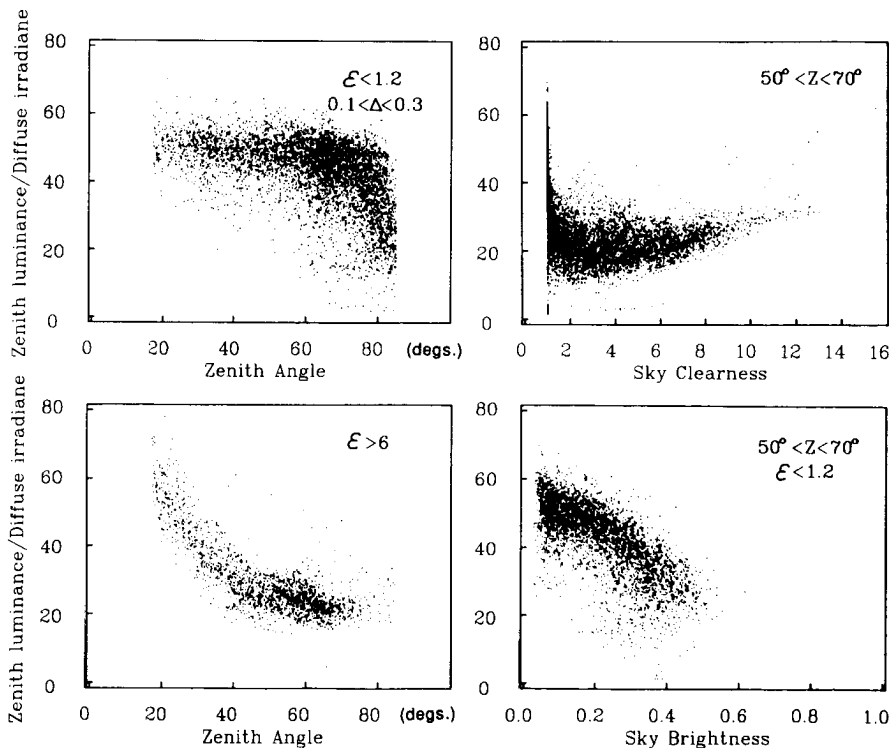 Zenith luminance/Diffuse irradiane
80
60
40
20
0
ℰ<1.2
0.1<Δ<0.3
0 20 40 60 80 (degs.)
Zenith Angle
80
60
40
20
0
50°<Z<70°
0 2 4 6 8 10 12 14 16
Sky Clearness
Zenith luminance/Diffuse irradiane
80
60
40
20
0
ℰ>6
0 20 40 60 80 (degs.)
Zenith Angle
80
60
40
20
0
50°<Z<70°
ℰ<1.2
0.0 0.2 0.4 0.6 0.8 1.0
Sky Brightness